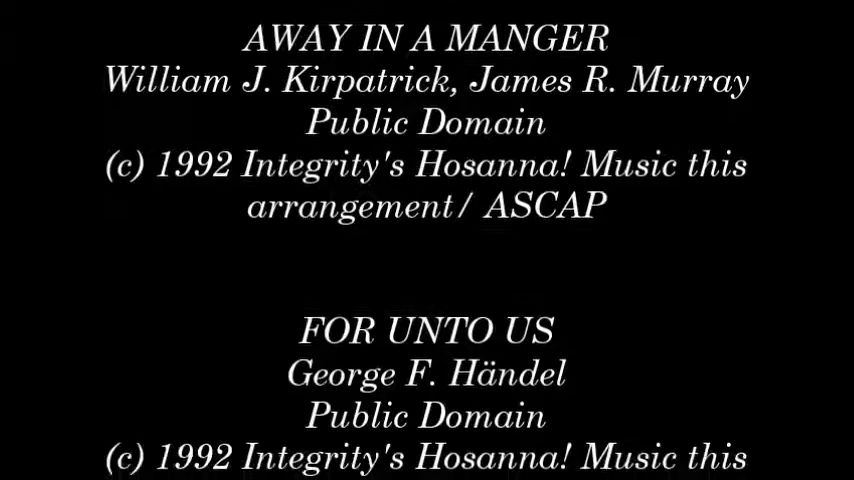 AWAY IN A MANGER
William J. Kirpatrick, James R. Murray
Public Domain
(c) 1992 Integrity's Hosanna! Music this
arrangement/ ASCAP
FOR UNTO US
George F. Händel
Public Domain
(c) 1992 Integrity's Hosanna! Music this